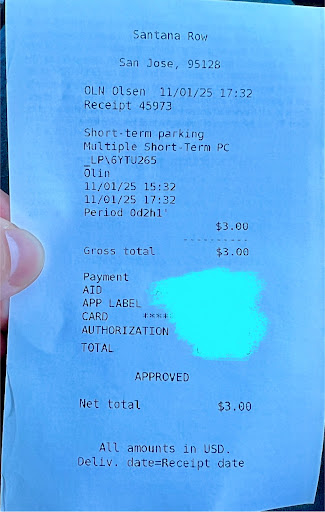 Santana Row
San Jose, 95128
OLN Olsen 11/01/25 17:32
Receipt 45973
Short-term parking
Multiple Short-Term PC
_LP\6YTU265
Olin
11/01/25 15:32
11/01/25 17:32
Period 0d2h1'
$3.00
----------
Gross total $3.00
Payment
AID
APP LABEL
CARD ****
AUTHORIZATION
TOTAL
APPROVED
Net total $3.00
All amounts in USD.
Deliv. date=Receipt date